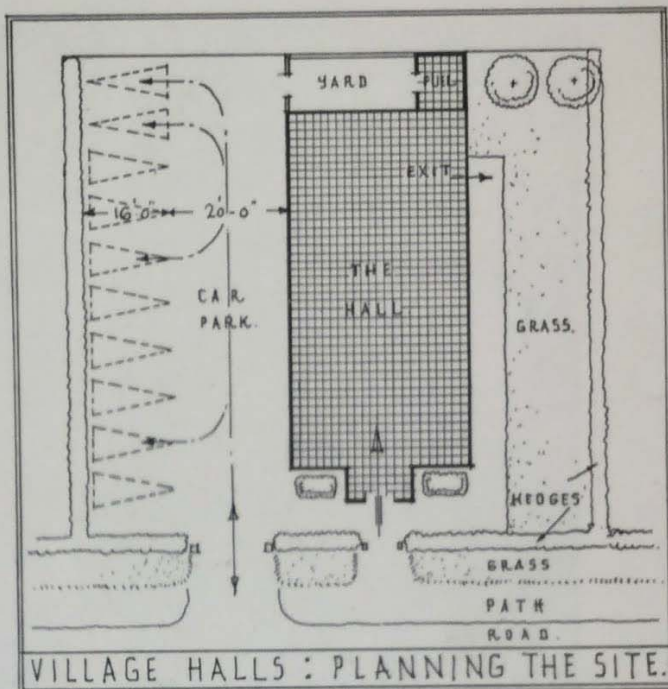 YARD
FUEL
EXIT
16'0"
20'-0"
THE
HALL.
CAR
PARK.
GRASS.
HEDGES
GRASS
PATH
ROAD.
VILLAGE HALLS : PLANNING THE SITE.